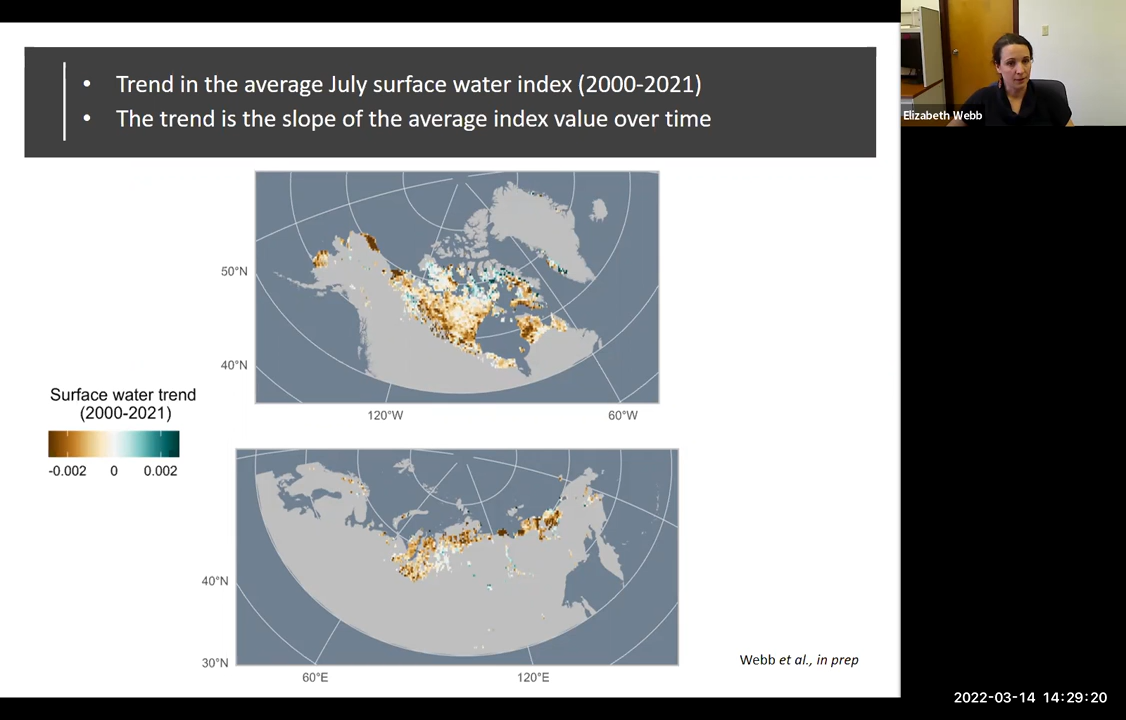 • Trend in the average July surface water index (2000-2021)
• The trend is the slope of the average index value over time
Elizabeth Webb
50°N
40°N
120°W 60°W
Surface water trend
(2000-2021)
-0.002 0 0.002
40°N
30°N
60°E 120°E
Webb et al., in prep
2022-03-14 14:29:20